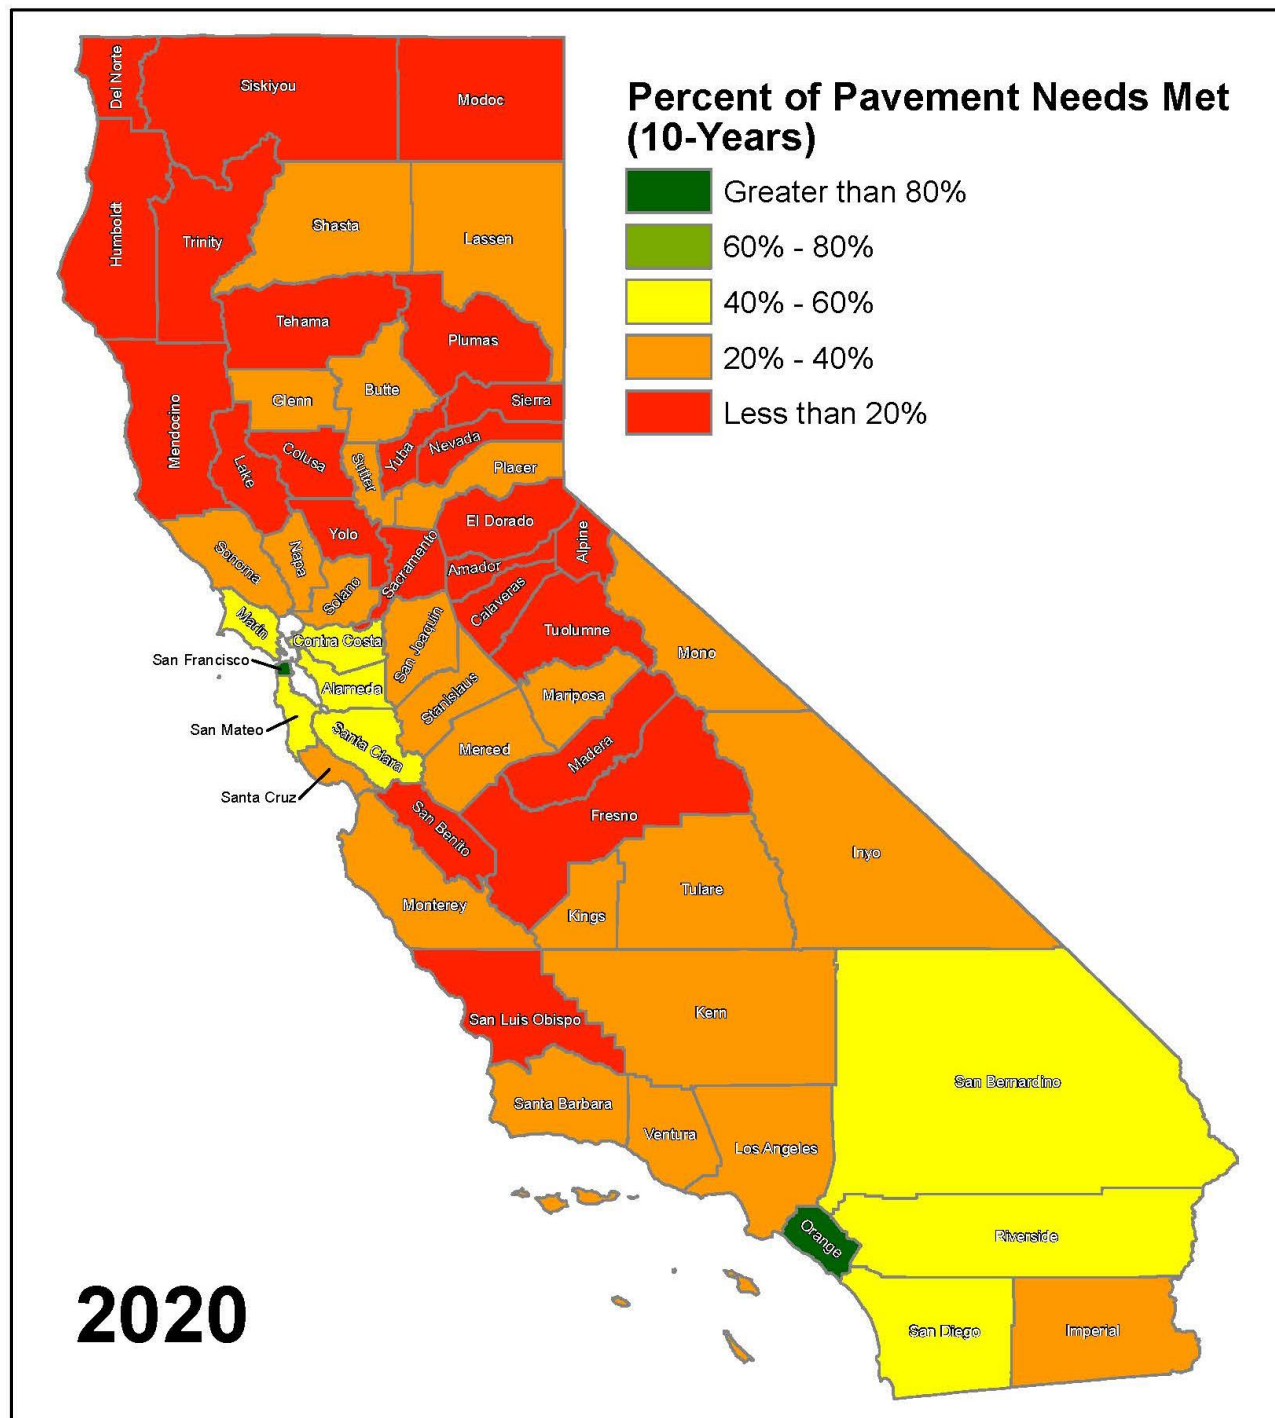 Percent of Pavement Needs Met
(10-Years)
Greater than 80%
60% - 80%
40% - 60%
20% - 40%
Less than 20%
Del Norte
Siskiyou
Modoc
Humboldt
Trinity
Shasta
Lassen
Tehama
Plumas
Mendocino
Glenn
Butte
Sierra
Lake
Colusa
Sutter
Yuba
Nevada
Placer
Sonoma
Napa
Yolo
Solano
Sacramento
El Dorado
Amador
Alpine
Calaveras
Marin
Contra Costa
San Joaquin
Tuolumne
Mono
San Francisco
Alameda
Stanislaus
Mariposa
San Mateo
Santa Clara
Merced
Madera
Santa Cruz
San Benito
Fresno
Inyo
Monterey
Kings
Tulare
San Luis Obispo
Kern
San Bernardino
Santa Barbara
Ventura
Los Angeles
Orange
Riverside
San Diego
Imperial
2020